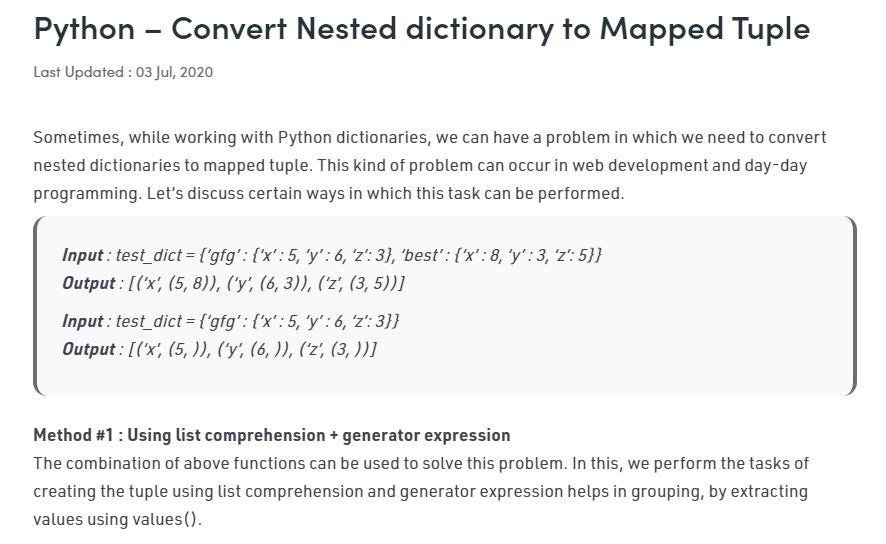 Python – Convert Nested dictionary to Mapped Tuple
Last Updated : 03 Jul, 2020
Sometimes, while working with Python dictionaries, we can have a problem in which we need to convert
nested dictionaries to mapped tuple. This kind of problem can occur in web development and day-day
programming. Let’s discuss certain ways in which this task can be performed.
Input : test_dict = {‘gfg’ : {‘x’ : 5, ‘y’ : 6, ‘z’: 3}, ‘best’ : {‘x’ : 8, ‘y’ : 3, ‘z’: 5}}
Output : [(‘x’, (5, 8)), (‘y’, (6, 3)), (‘z’, (3, 5))]
Input : test_dict = {‘gfg’ : {‘x’ : 5, ‘y’ : 6, ‘z’: 3}}
Output : [(‘x’, (5, )), (‘y’, (6, )), (‘z’, (3, ))]
Method #1 : Using list comprehension + generator expression
The combination of above functions can be used to solve this problem. In this, we perform the tasks of
creating the tuple using list comprehension and generator expression helps in grouping, by extracting
values using values().